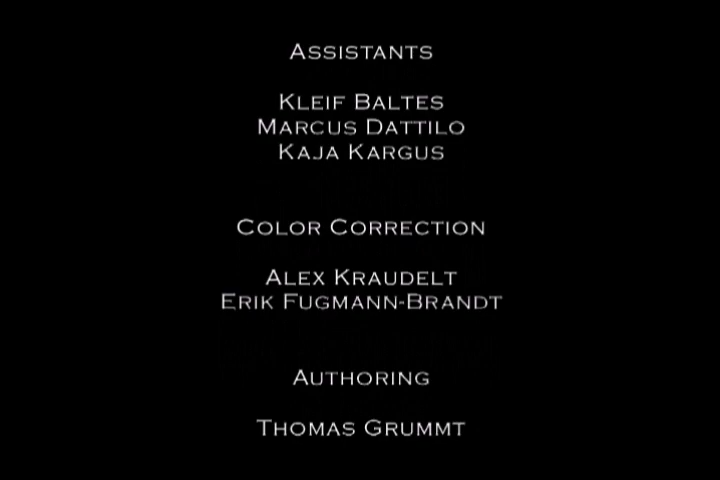 Assistants
Kleif Baltes
Marcus Dattilo
Kaja Kargus
Color Correction
Alex Kraudelt
Erik Fugmann-Brandt
Authoring
Thomas Grummt